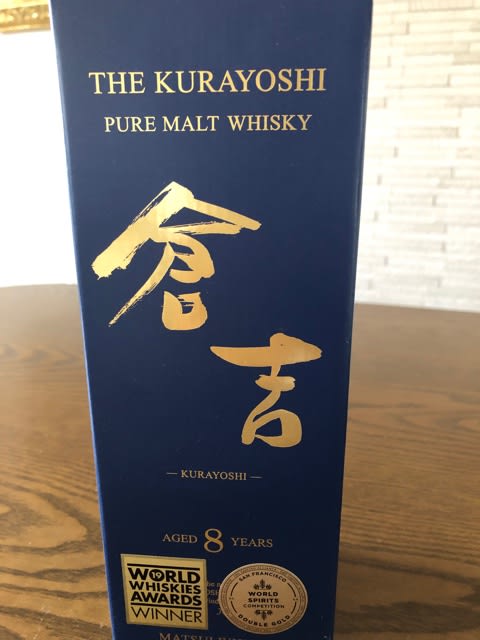 THE KURAYOSHI
PURE MALT WHISKY
倉
吉
— KURAYOSHI —
AGED 8 YEARS
WORLD
WHISKIES
AWARDS
WINNER
SAN FRANCISCO
WORLD
SPIRITS
COMPETITION
DOUBLE GOLD